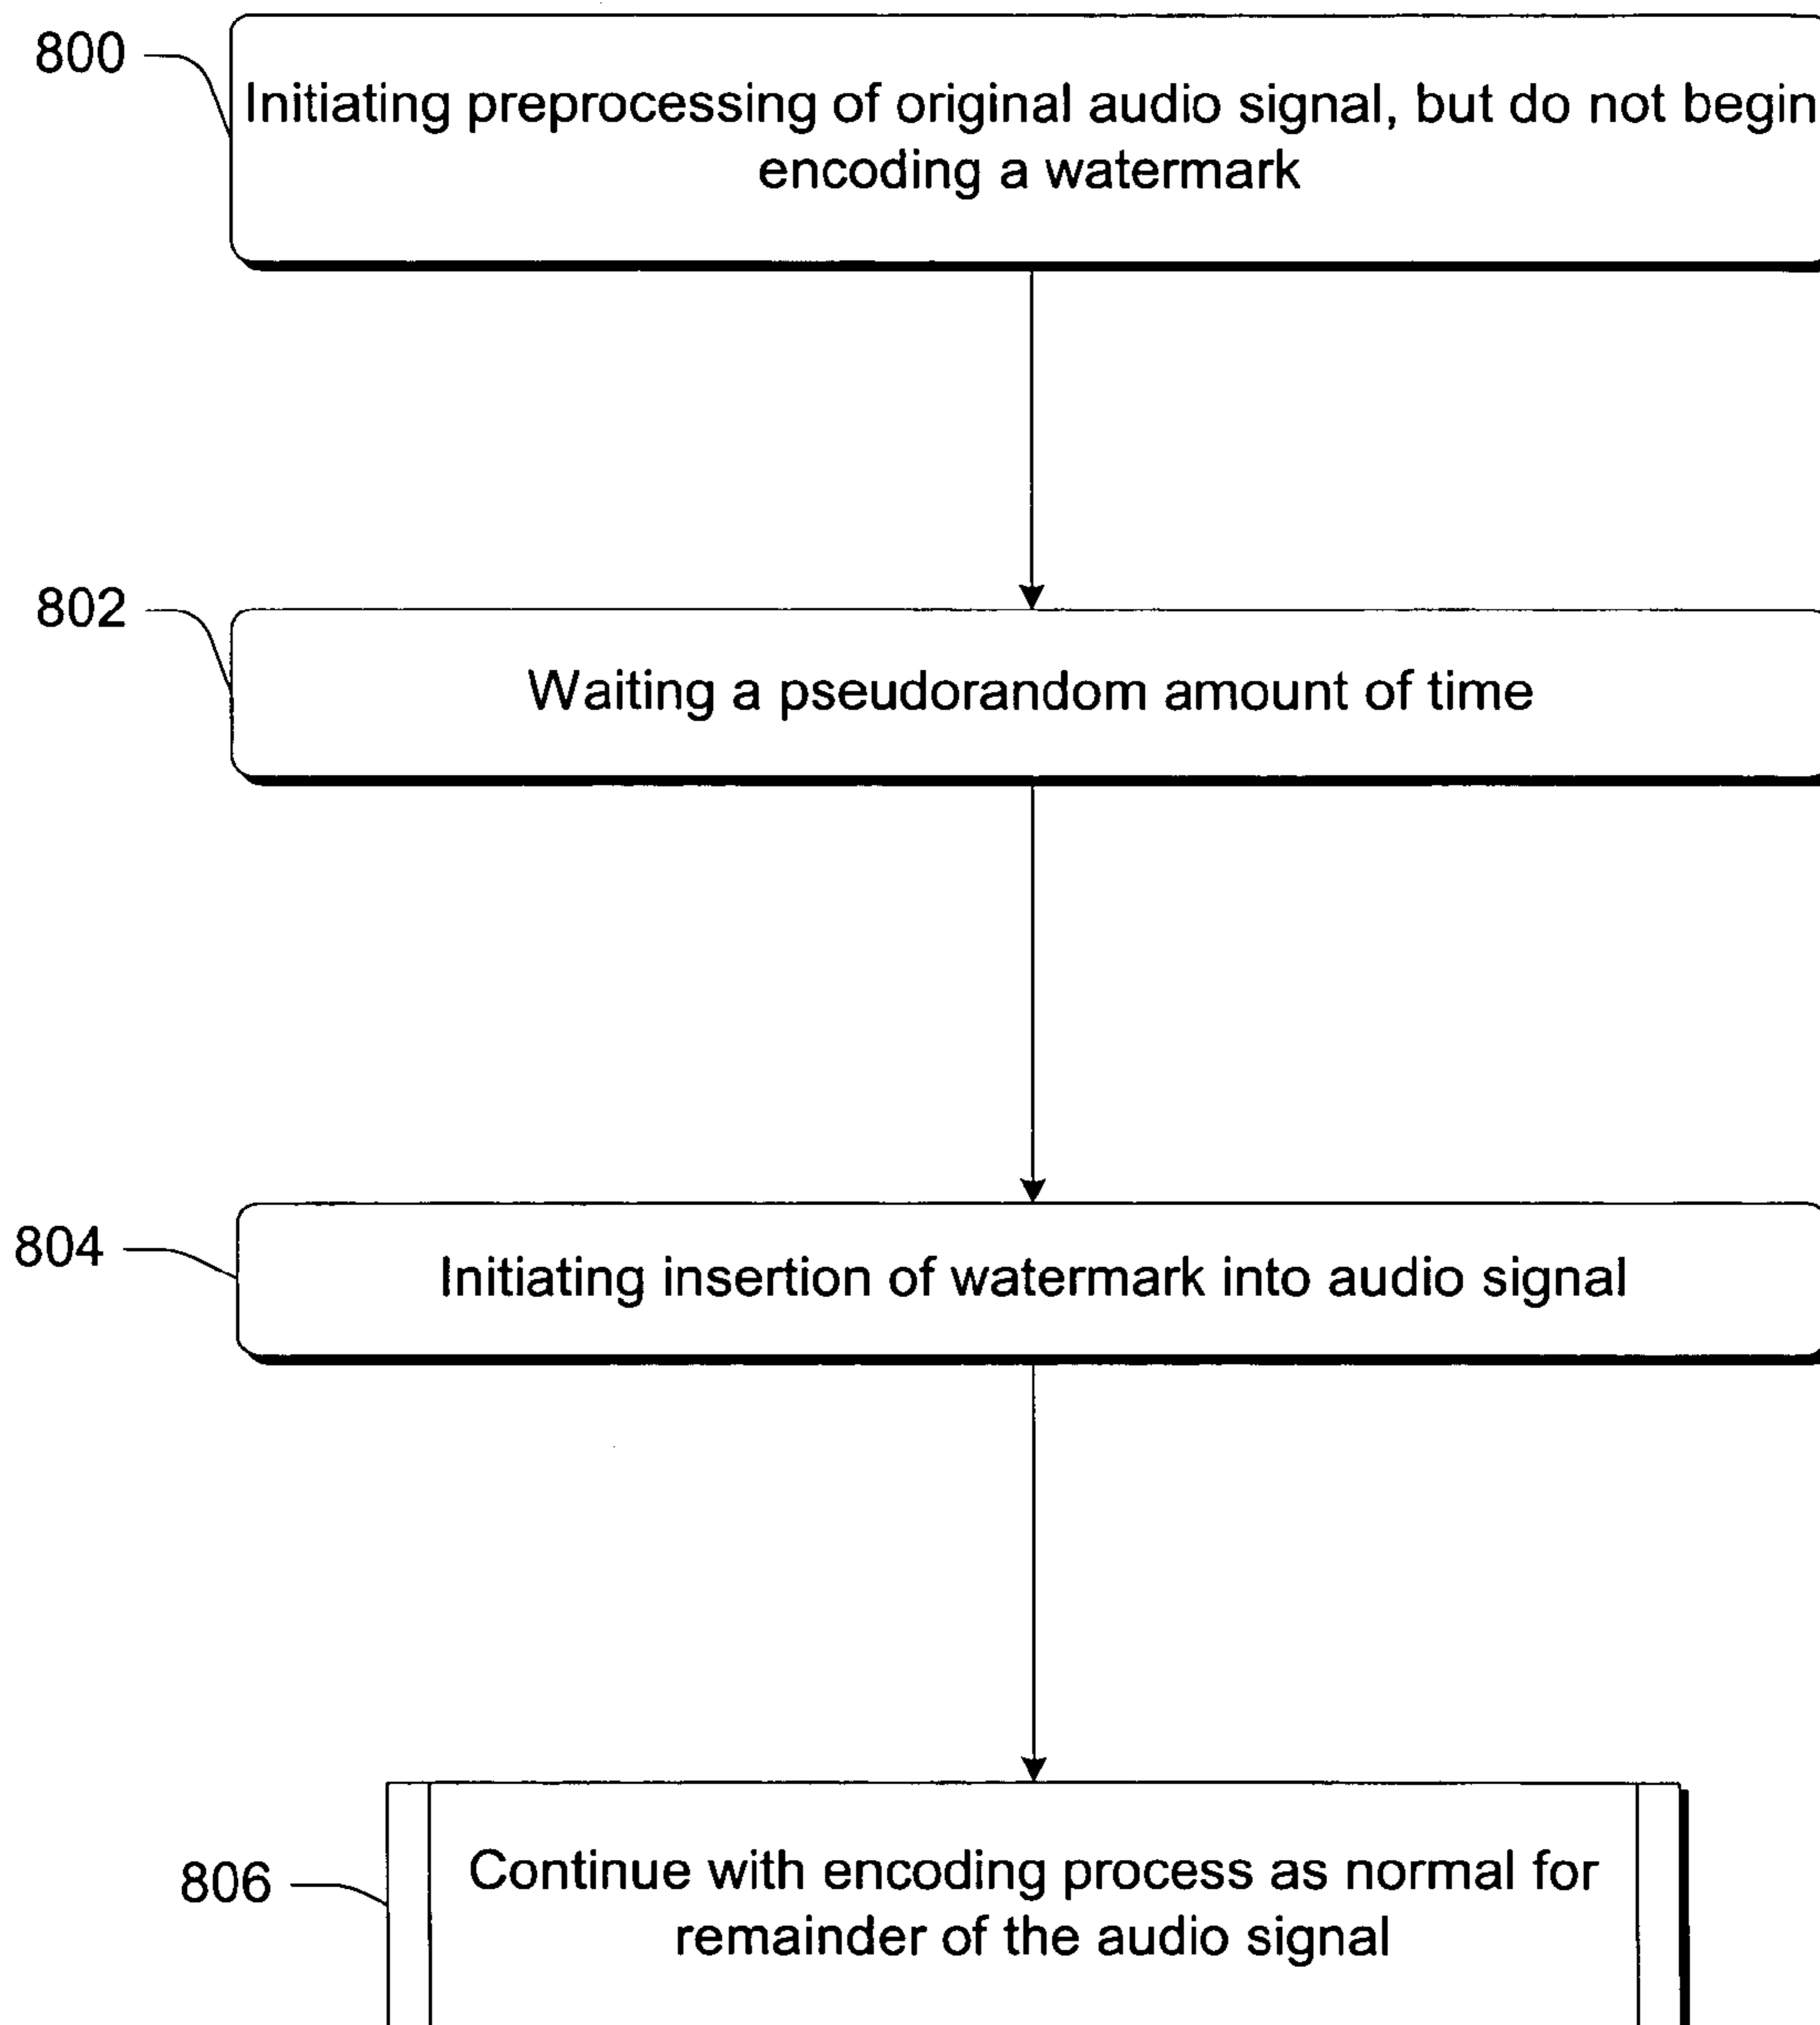 800
Initiating preprocessing of original audio signal, but do not begin
encoding a watermark
802
Waiting a pseudorandom amount of time
804
Initiating insertion of watermark into audio signal
806
Continue with encoding process as normal for
remainder of the audio signal